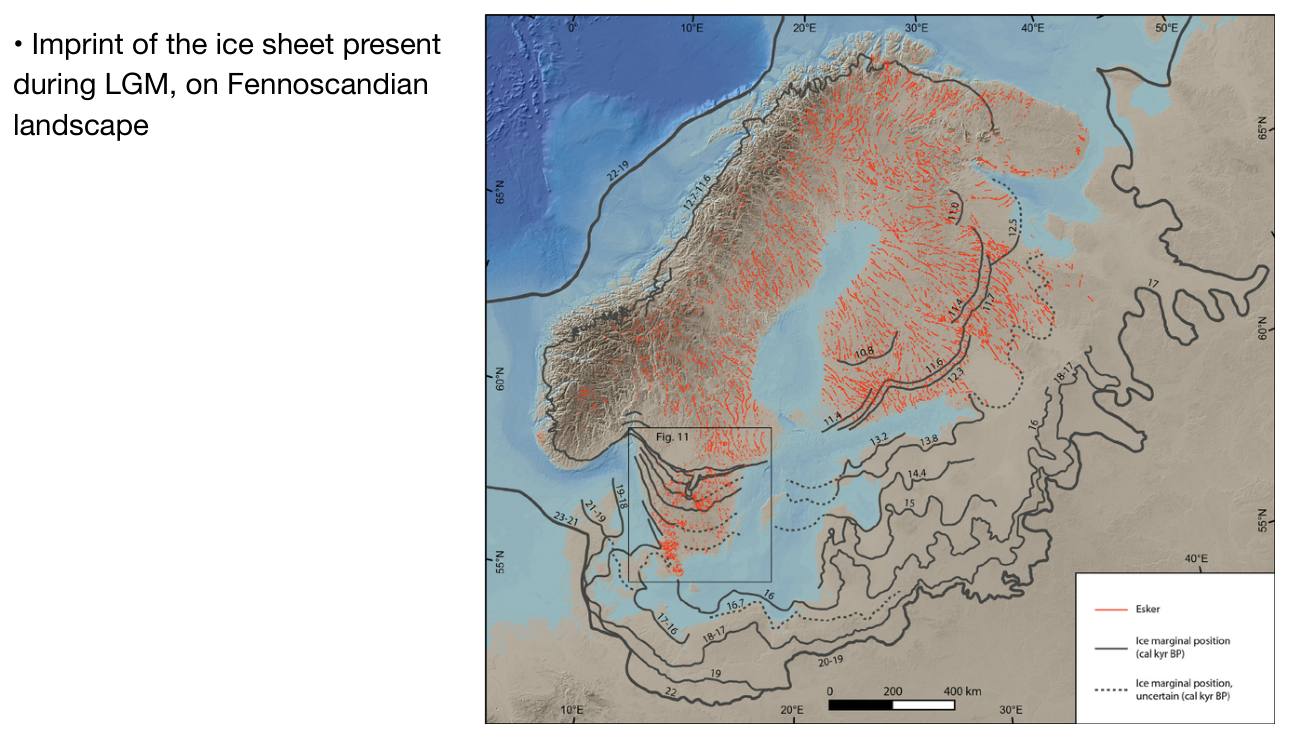 • Imprint of the ice sheet present
during LGM, on Fennoscandian
landscape
0°
10°E
20°E
30°E
40°E
50°E
65°N
65°N
22-19
12.7-11.6
11.0
12.5
17
11.4
11.7
60°N
60°N
10.8
11.6
12.3
18-17
11.4
Fig. 11
13.2
13.8
16
14.4
19-18
21-19
23-21
15
55°N
55°N
40°E
16
16.7
17-16
18-17
20-19
19
22
Esker
Ice marginal position
(cal kyr BP)
Ice marginal position,
uncertain (cal kyr BP)
0 200 400 km
10°E
20°E
30°E